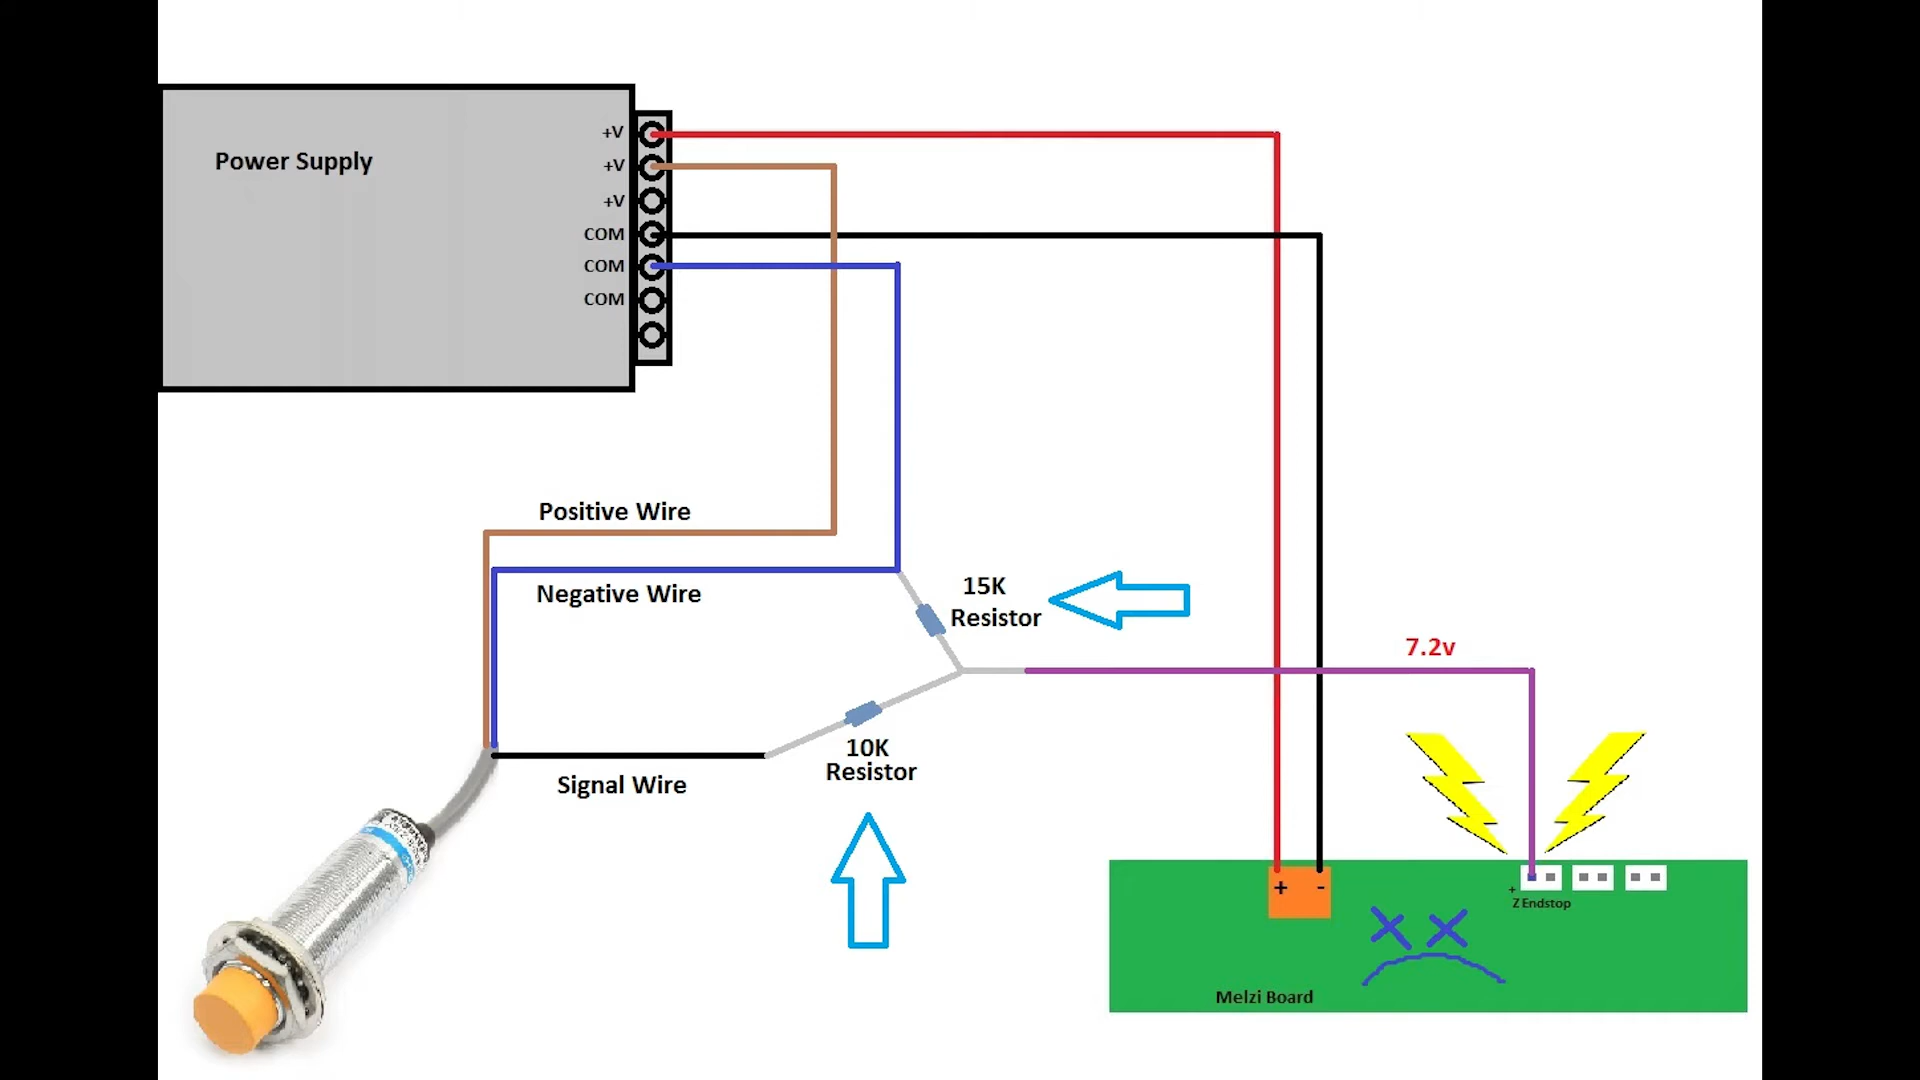 +V
Power Supply
+V
+V
COM
COM
COM
Positive Wire
Negative Wire
15K
Resistor
7.2v
10K
Resistor
Signal Wire
+ -
+
Z Endstop
Melzi Board